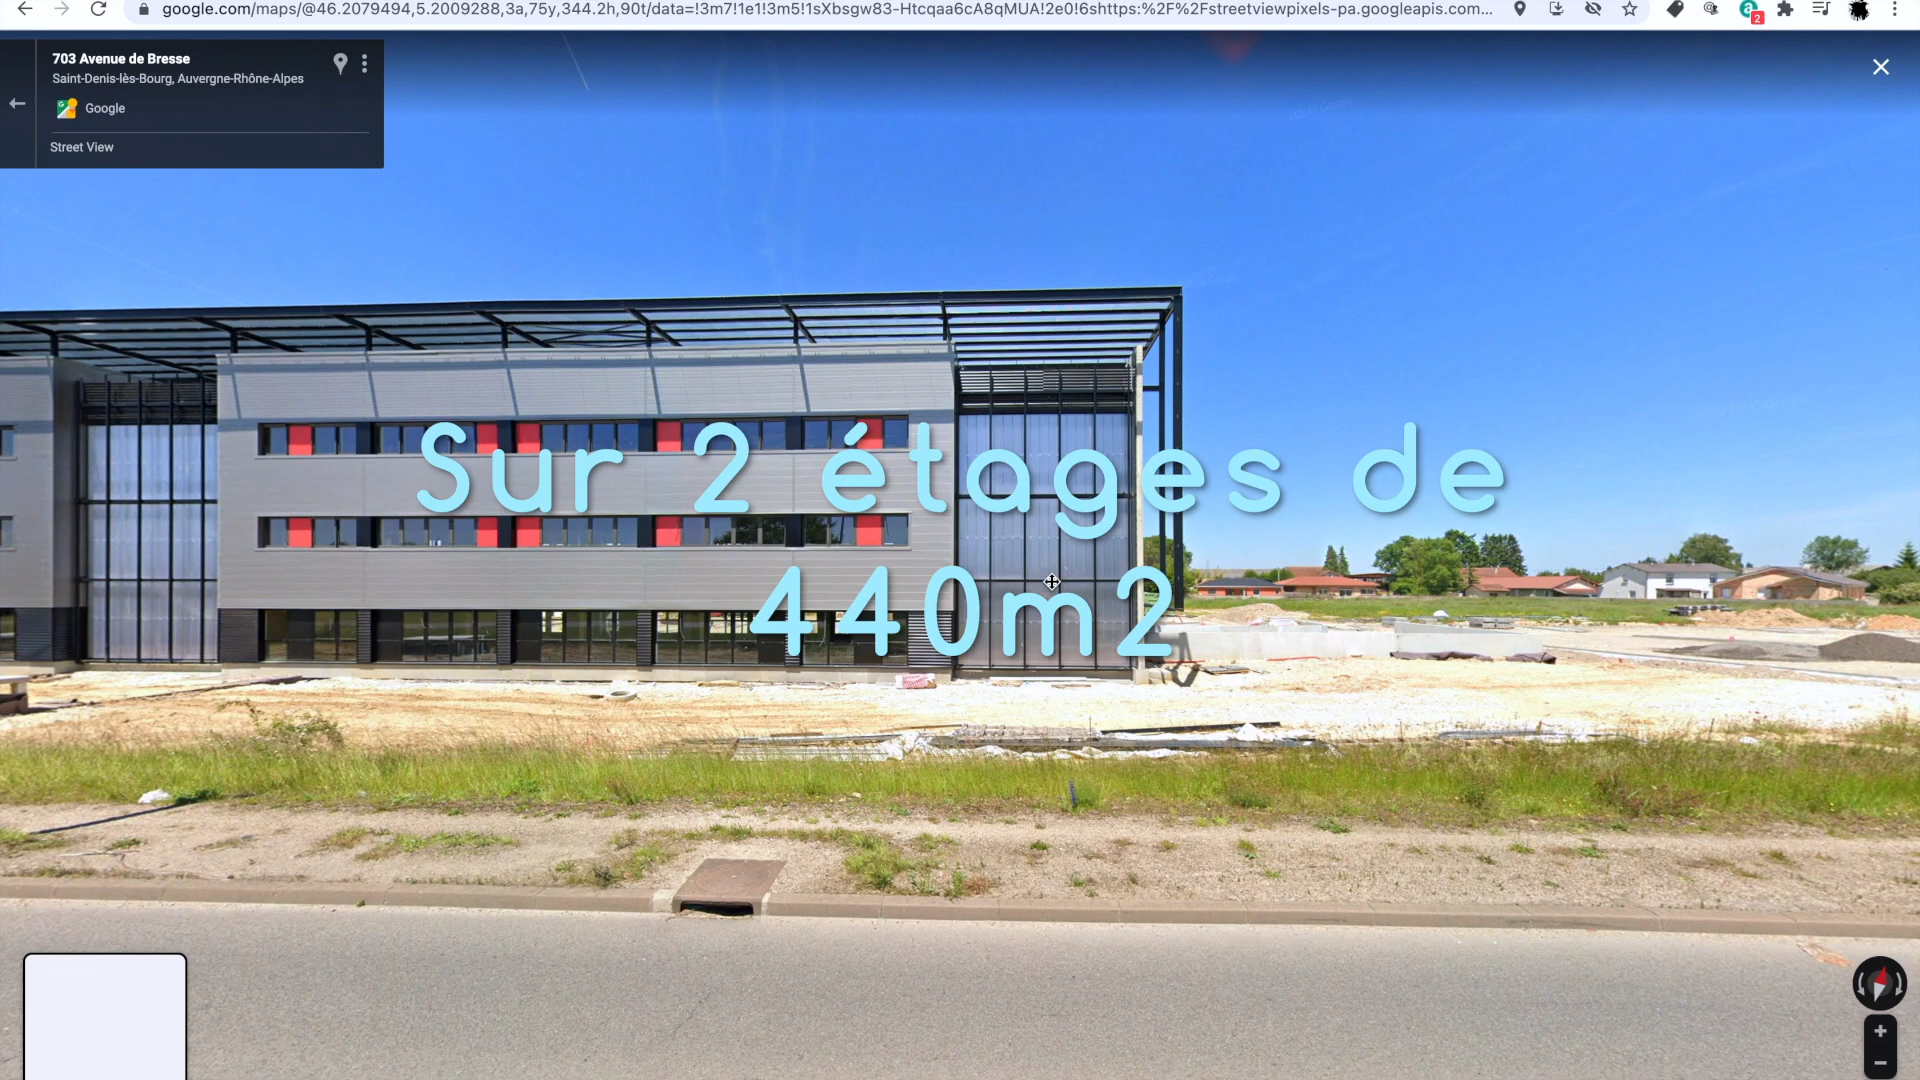 google.com/maps/@46.2079494,5.2009288,3a,75y,344.2h,90t/data=!3m7!1e1!3m5!1sXbsgw83-Htcqaa6cA8qMUA!2e0!6shttps:%2F%2Fstreetviewpixels-pa.googleapis.com...
2
703 Avenue de Bresse
Saint-Denis-lès-Bourg, Auvergne-Rhône-Alpes
Google
Street View
Sur 2 étages de
440m2